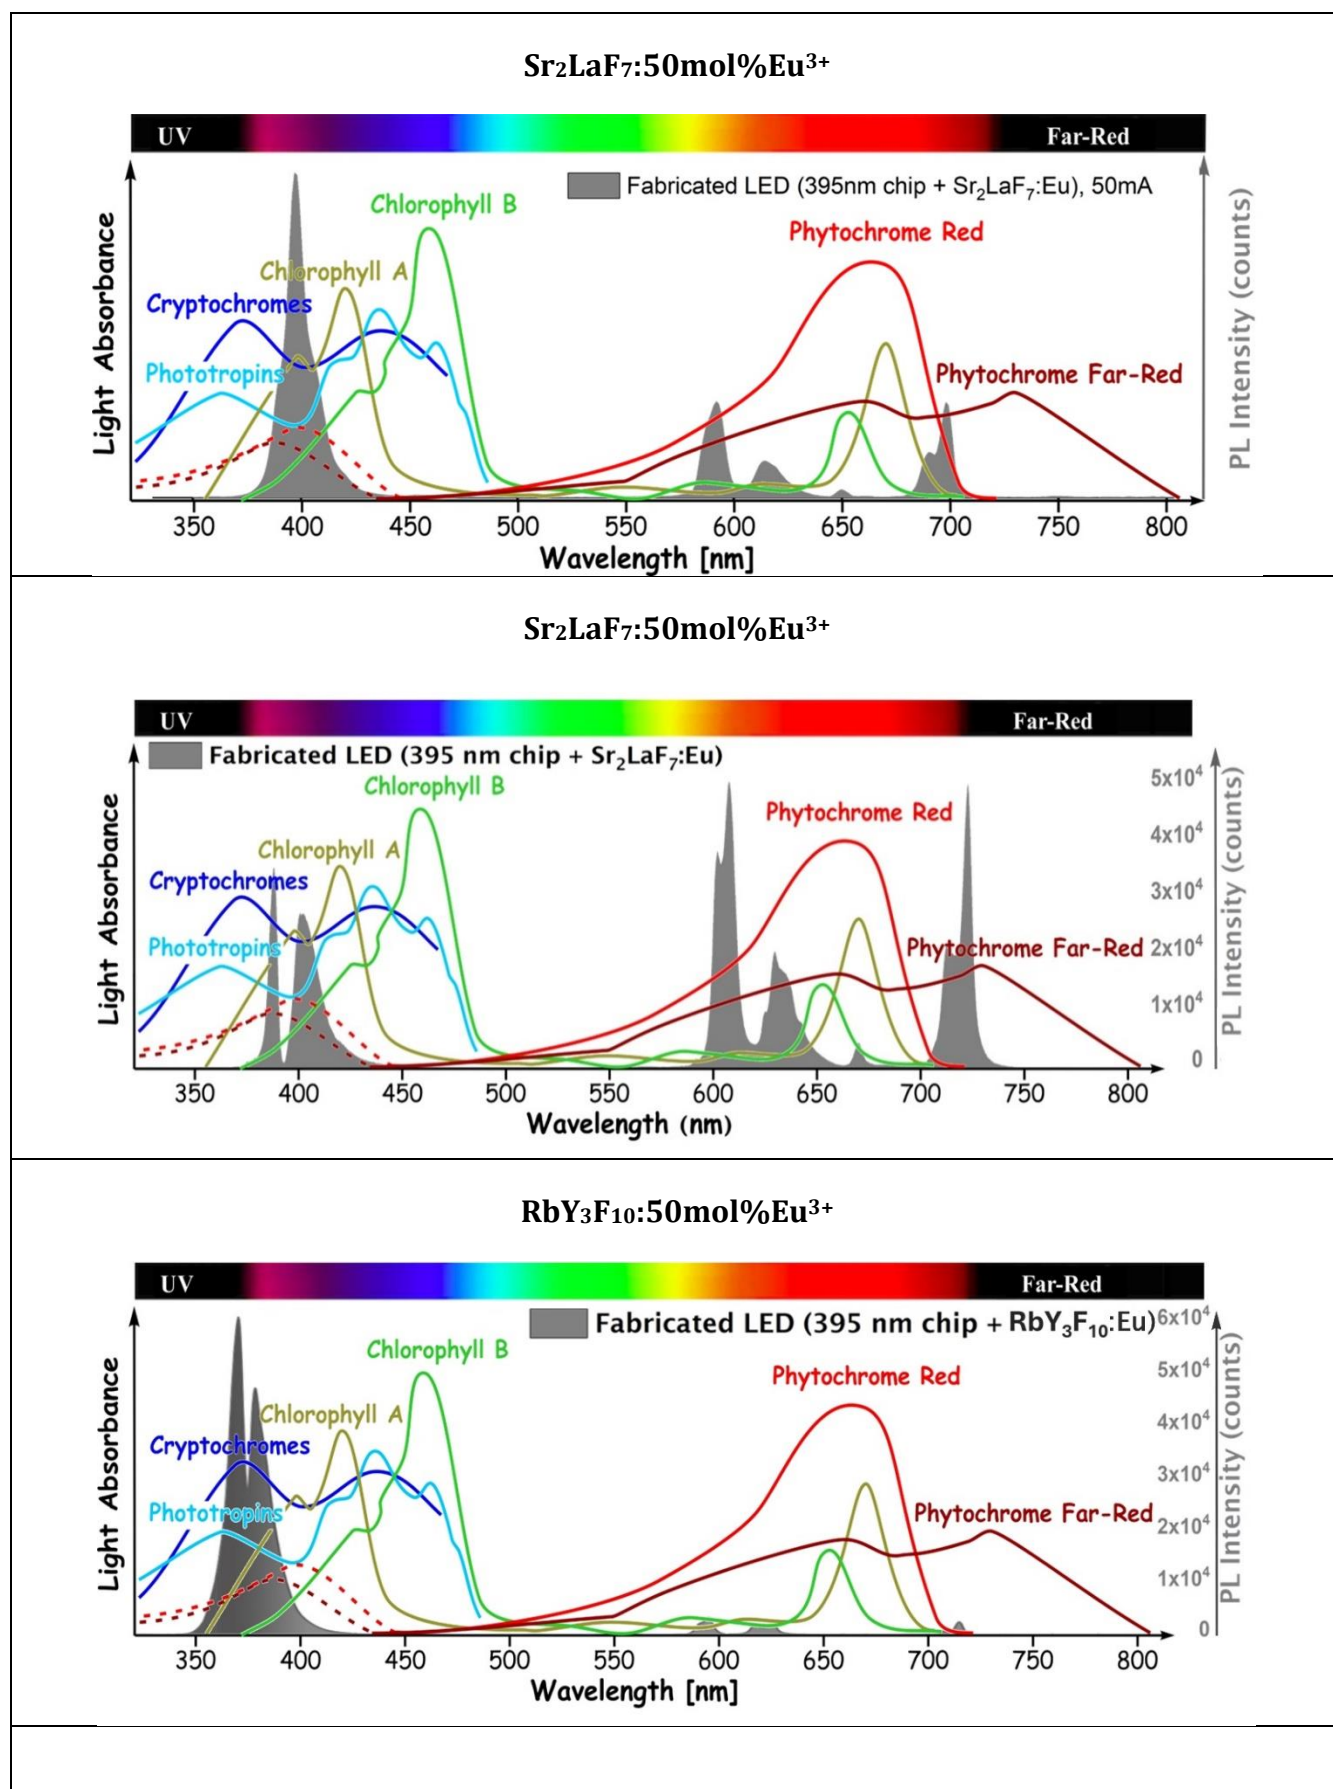 Sr₂LaF₇:50mol%Eu³⁺
UV Far-Red
Fabricated LED (395nm chip + Sr₂LaF₇:Eu), 50mA
Chlorophyll B
Phytochrome Red
Chlorophyll A
Cryptochromes
Phototropins
Phytochrome Far-Red
Light Absorbance
PL Intensity (counts)
350 400 450 500 550 600 650 700 750 800
Wavelength [nm]
Sr₂LaF₇:50mol%Eu³⁺
UV Far-Red
Fabricated LED (395 nm chip + Sr₂LaF₇:Eu)
Chlorophyll B
Phytochrome Red
Chlorophyll A
Cryptochromes
Phototropins
Phytochrome Far-Red
Light Absorbance
5x10⁴
4x10⁴
3x10⁴
2x10⁴
1x10⁴
0
PL Intensity (counts)
350 400 450 500 550 600 650 700 750 800
Wavelength (nm)
RbY₃F₁₀:50mol%Eu³⁺
UV Far-Red
Fabricated LED (395 nm chip + RbY₃F₁₀:Eu)
Chlorophyll B
Phytochrome Red
Chlorophyll A
Cryptochromes
Phototropins
Phytochrome Far-Red
Light Absorbance
6x10⁴
5x10⁴
4x10⁴
3x10⁴
2x10⁴
1x10⁴
0
PL Intensity (counts)
350 400 450 500 550 600 650 700 750 800
Wavelength [nm]